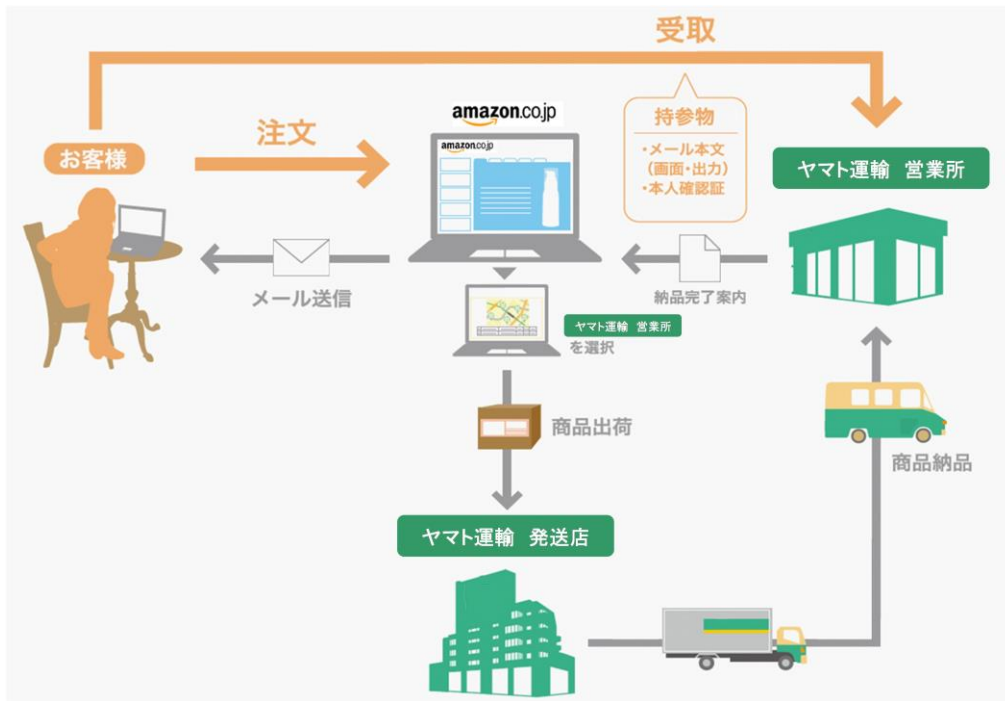 受取
amazon.co.jp
注文
持参物
・メール本文
（画面・出力）
・本人確認証
お客様
amazon.co.jp
ヤマト運輸 営業所
メール送信
納品完了案内
ヤマト運輸 営業所
を選択
商品出荷
商品納品
ヤマト運輸 発送店